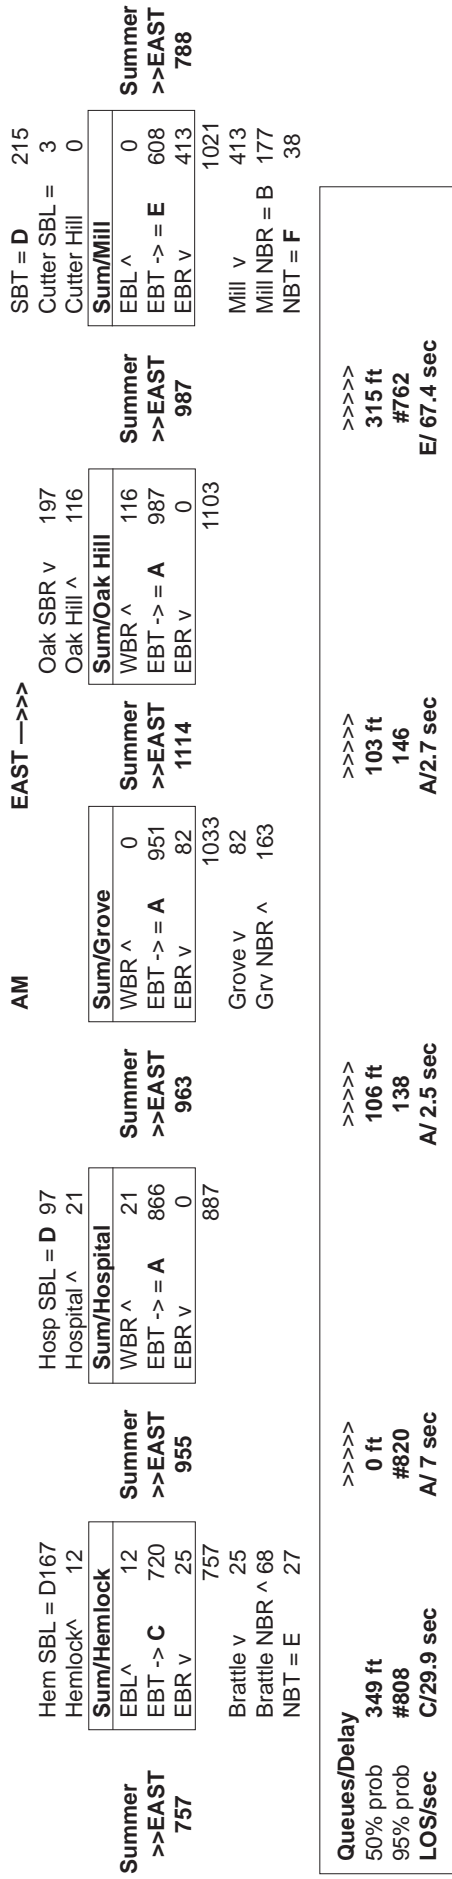 AM
EAST —>>>
Summer
>>EAST
757
Hem SBL = D167
Hemlock^ 12
Sum/Hemlock
EBL^ 12
EBT -> C 720
EBR v 25
757
Brattle v 25
Brattle NBR ^ 68
NBT = E 27
Summer
>>EAST
955
Hosp SBL = D 97
Hospital ^ 21
Sum/Hospital
WBR ^ 21
EBT -> = A 866
EBR v 0
887
Summer
>>EAST
963
Sum/Grove
WBR ^ 0
EBT -> = A 951
EBR v 82
1033
Grove v 82
Grv NBR ^ 163
Summer
>>EAST
1114
Oak SBR v 197
Oak Hill ^ 116
Sum/Oak Hill
WBR ^ 116
EBT -> = A 987
EBR v 0
1103
Summer
>>EAST
987
SBT = D 215
Cutter SBL = 3
Cutter Hill 0
Sum/Mill
EBL ^ 0
EBT -> = E 608
EBR v 413
1021
Mill v 413
Mill NBR = B 177
NBT = F 38
Summer
>>EAST
788
Queues/Delay >>>>> >>>>> >>>>> >>>>>
50% prob 349 ft 0 ft 106 ft 103 ft 315 ft
95% prob #808 #820 138 146 #762
LOS/sec C/29.9 sec A/ 7 sec A/ 2.5 sec A/2.7 sec E/ 67.4 sec